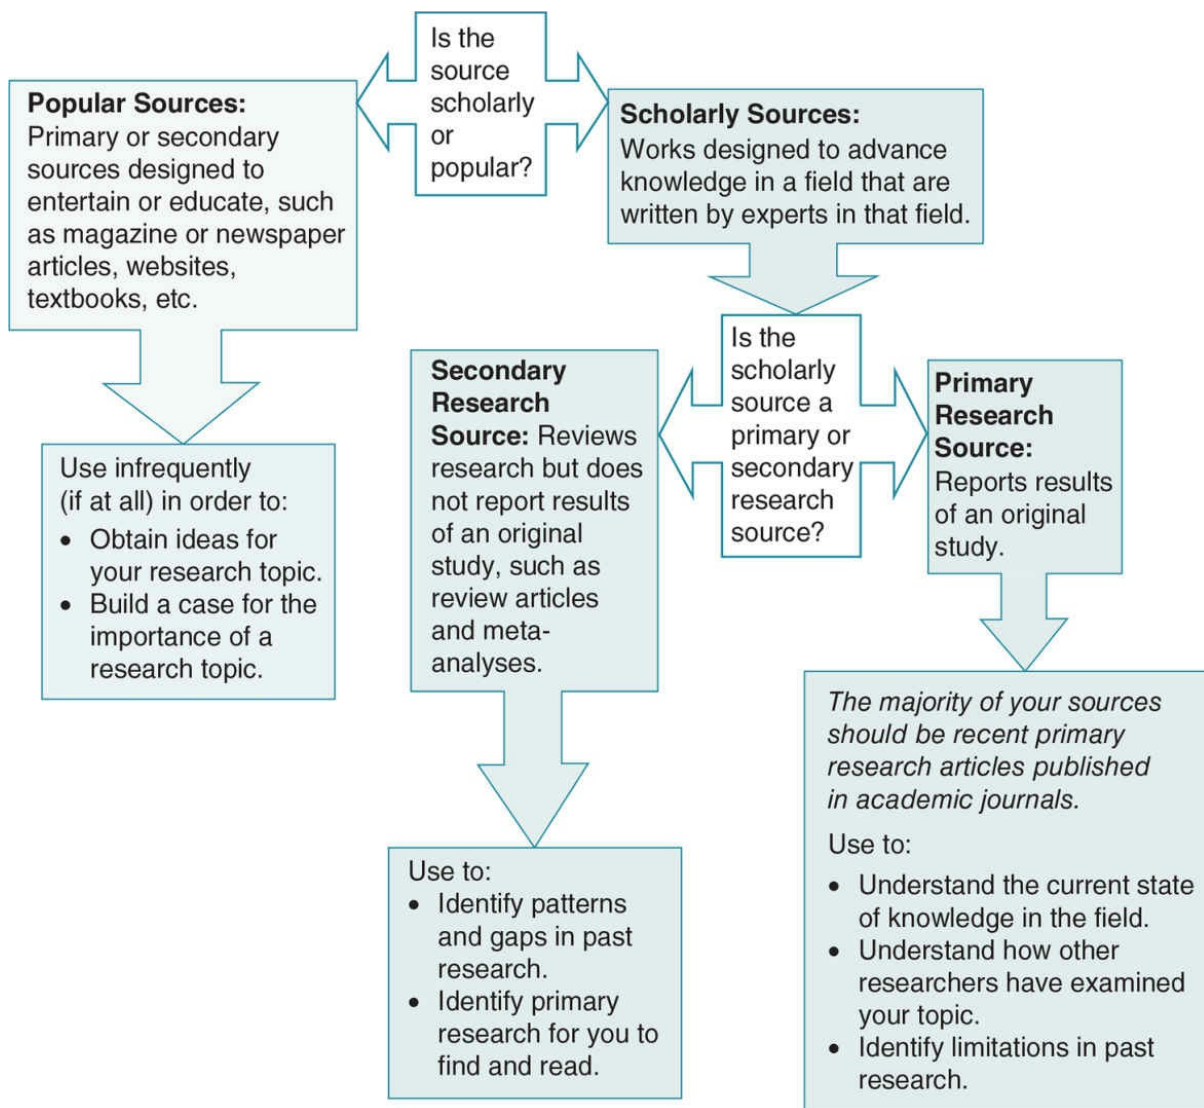 Is the
source
scholarly
or
popular?
Popular Sources:
Primary or secondary
sources designed to
entertain or educate, such
as magazine or newspaper
articles, websites,
textbooks, etc.
Scholarly Sources:
Works designed to advance
knowledge in a field that are
written by experts in that field.
Use infrequently
(if at all) in order to:
• Obtain ideas for
your research topic.
• Build a case for the
importance of a
research topic.
Is the
scholarly
source a
primary or
secondary
research
source?
Secondary
Research
Source: Reviews
research but does
not report results
of an original
study, such as
review articles
and meta-
analyses.
Primary
Research
Source:
Reports results
of an original
study.
Use to:
• Identify patterns
and gaps in past
research.
• Identify primary
research for you to
find and read.
The majority of your sources
should be recent primary
research articles published
in academic journals.
Use to:
• Understand the current state
of knowledge in the field.
• Understand how other
researchers have examined
your topic.
• Identify limitations in past
research.